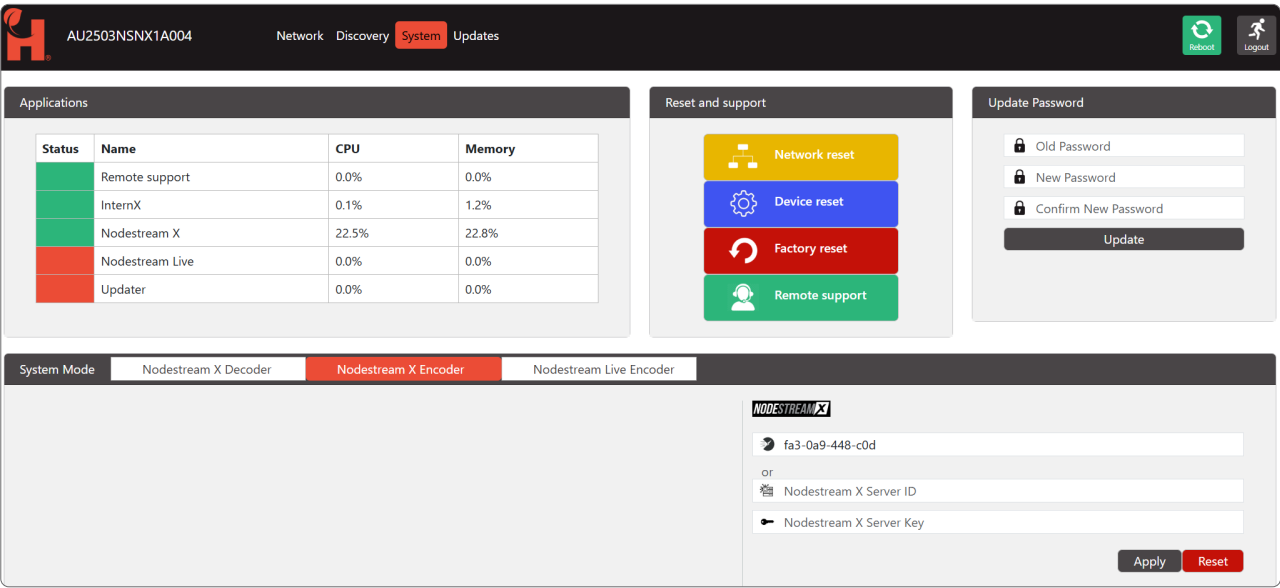 H
AU2503NSNX1A004 Network Discovery System Updates Reboot Logout
Applications
Status Name CPU Memory
Remote support 0.0% 0.0%
InternX 0.1% 1.2%
Nodestream X 22.5% 22.8%
Nodestream Live 0.0% 0.0%
Updater 0.0% 0.0%
Reset and support
Network reset
Device reset
Factory reset
Remote support
Update Password
Old Password
New Password
Confirm New Password
Update
System Mode Nodestream X Decoder Nodestream X Encoder Nodestream Live Encoder
NODESTREAMX
fa3-0a9-448-c0d
or
Nodestream X Server ID
Nodestream X Server Key
Apply Reset